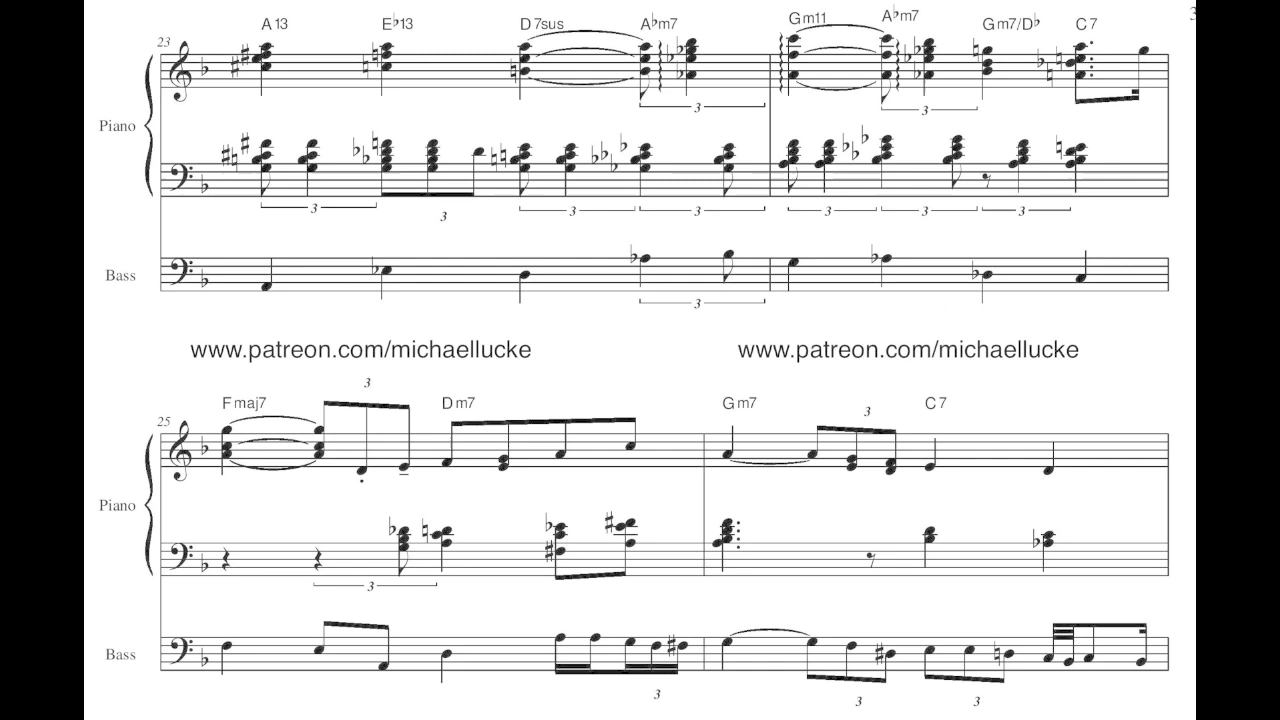 3
A13 E♭13 D7sus A♭m7 Gm11 A♭m7 Gm7/D♭ C7
23
3 3
Piano
3 3 3 3 3 3 3
Bass
3
www.patreon.com/michaellucke www.patreon.com/michaellucke
3
Fmaj7 Dm7 Gm7 C7
25
3
Piano
3
Bass
3 3 3